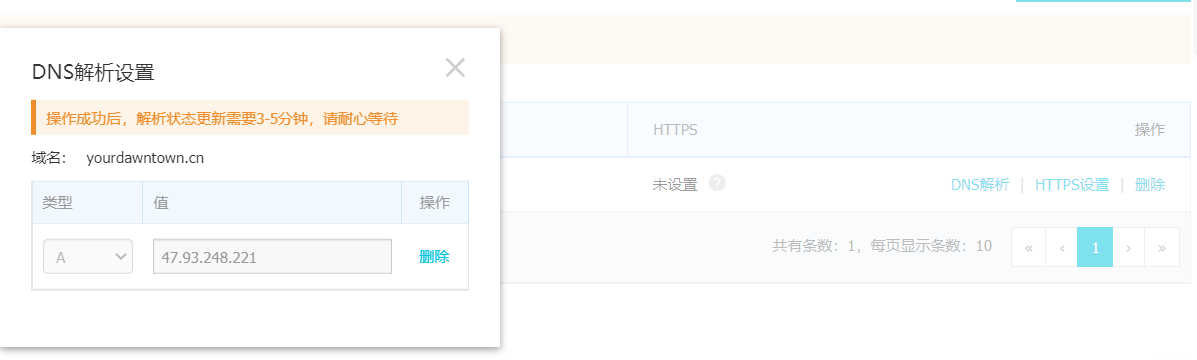 DNS解析设置
操作成功后，解析状态更新需要3-5分钟，请耐心等待
域名： yourdawntown.cn
类型 值 操作
A 47.93.248.221 删除
HTTPS 操作
未设置 ? DNS解析 | HTTPS设置 | 删除
共有条数：1，每页显示条数：10 « ‹ 1 › »